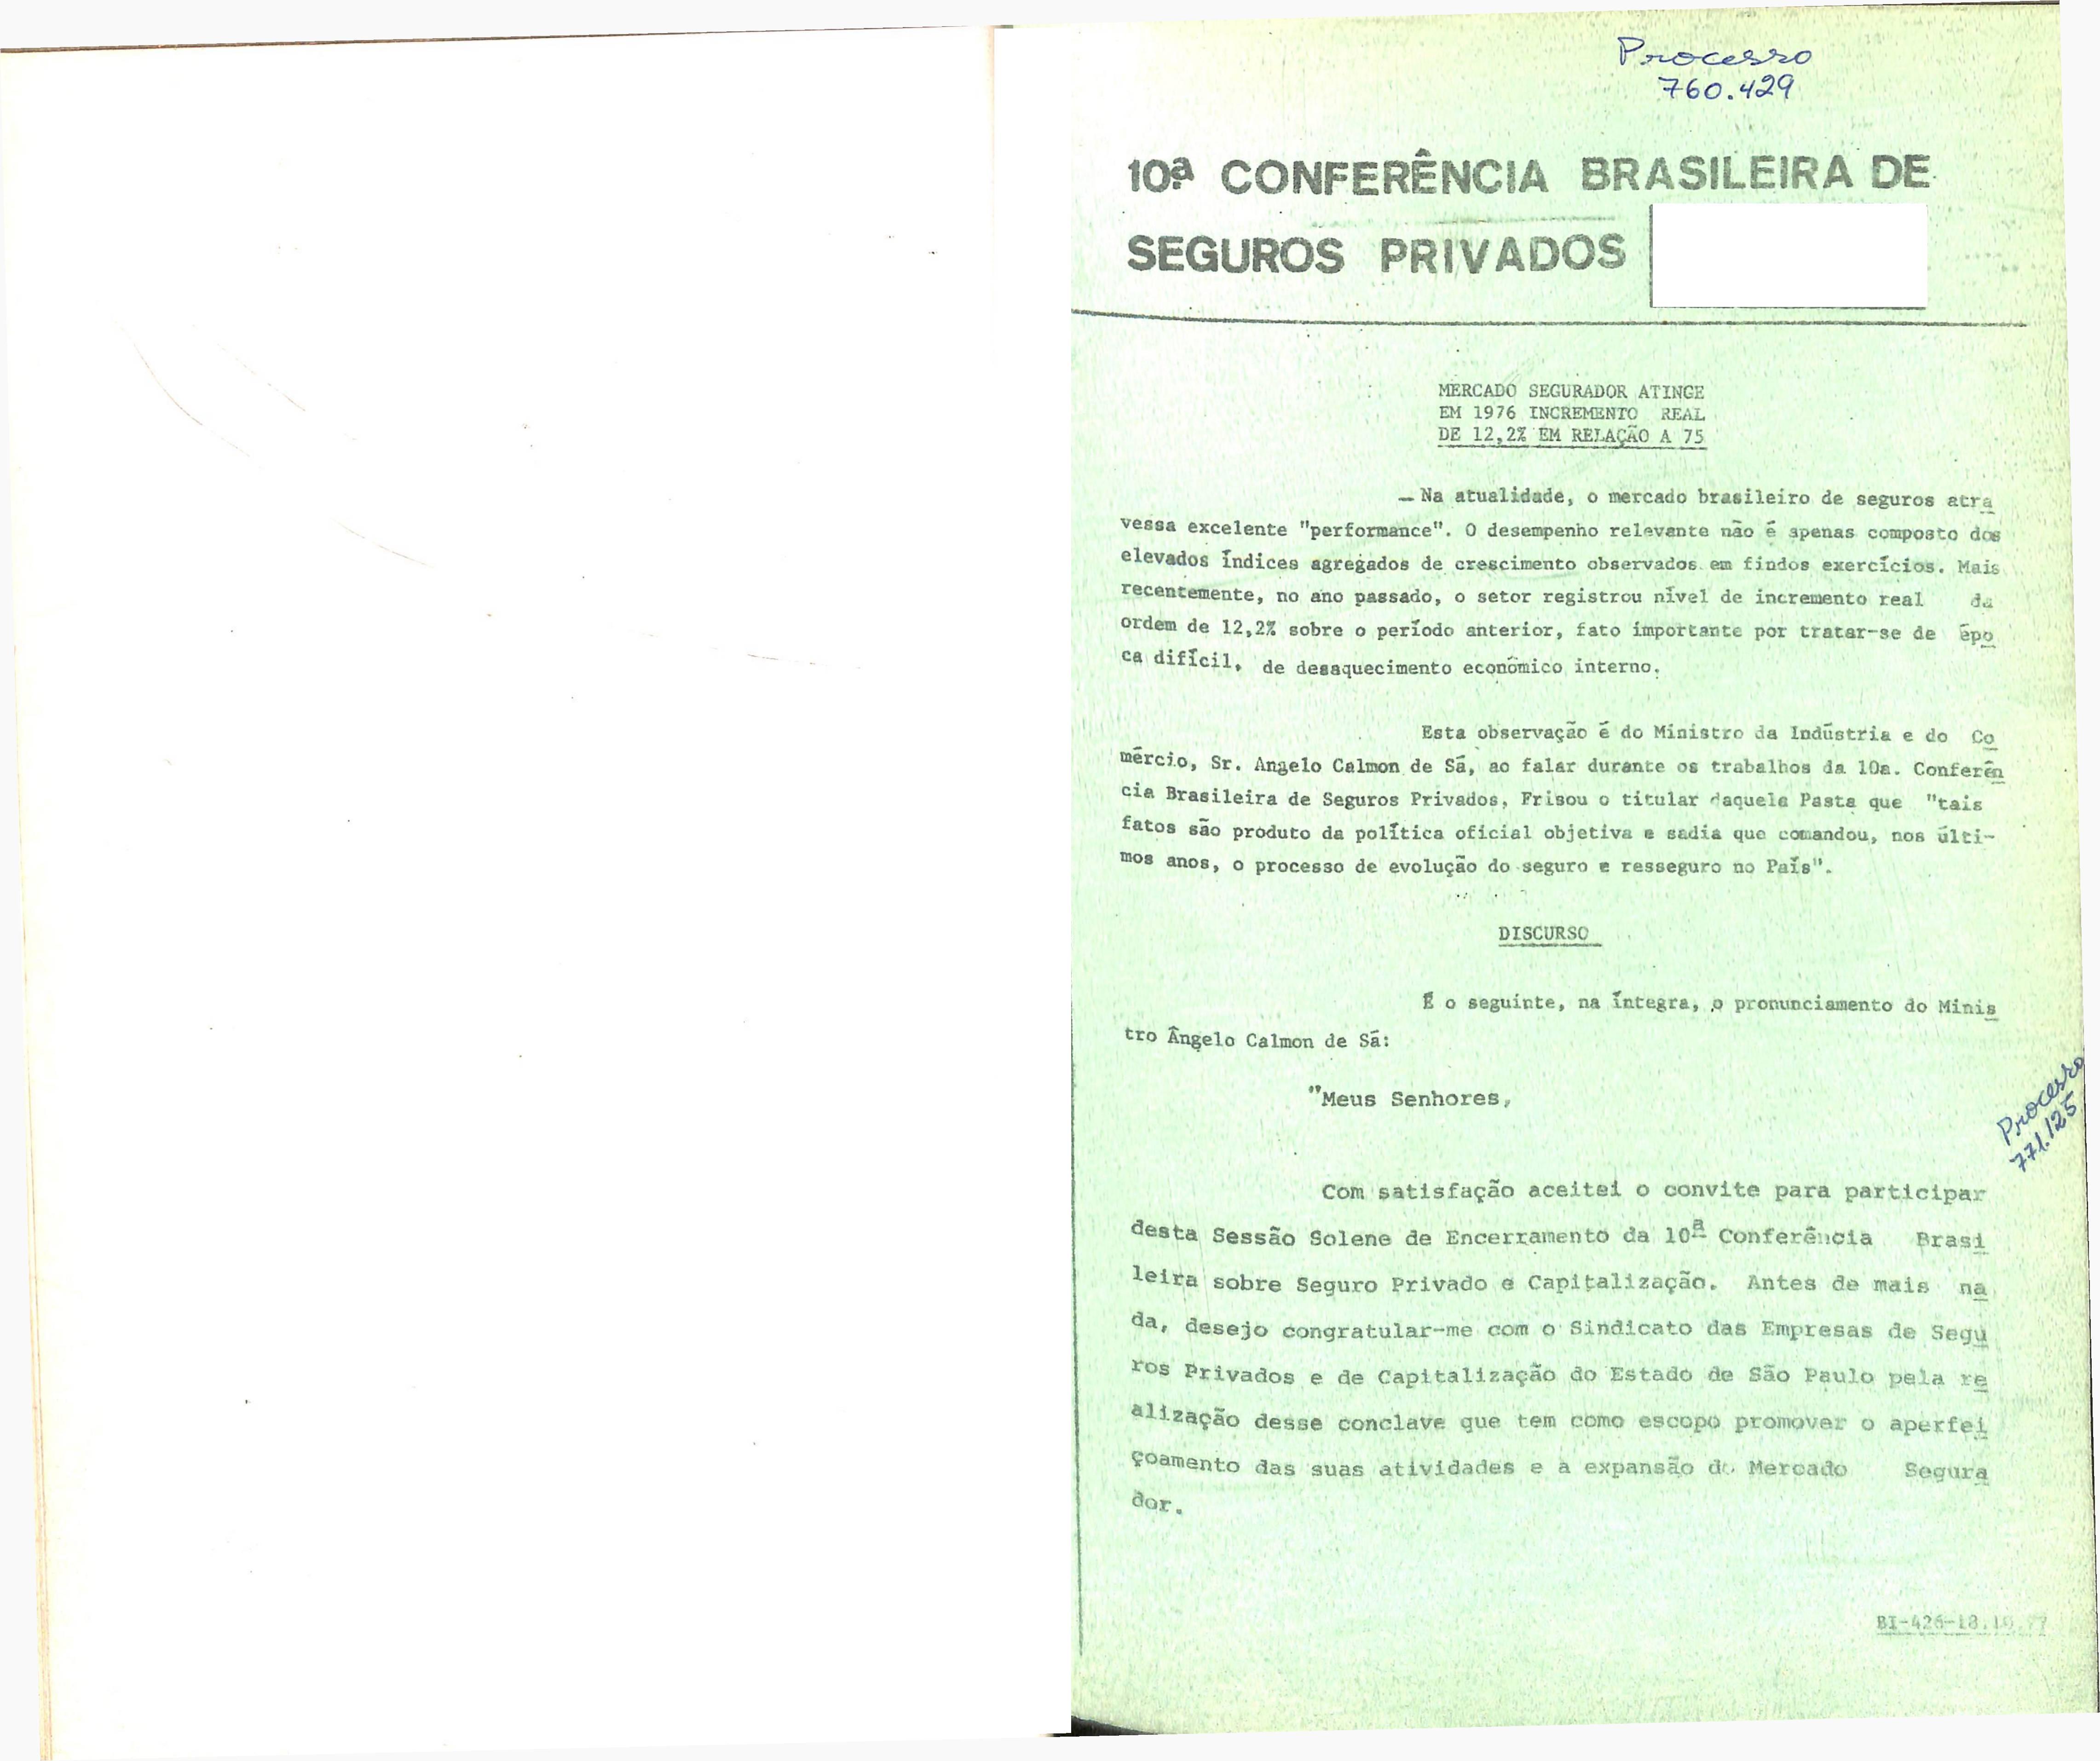 Processo
760.429
10ª CONFERÊNCIA BRASILEIRA DE
SEGUROS PRIVADOS
MERCADO SEGURADOR ATINGE
EM 1976 INCREMENTO REAL
DE 12,2% EM RELAÇÃO A 75
— Na atualidade, o mercado brasileiro de seguros atra
vessa excelente "performance". O desempenho relevante não é apenas composto dos
elevados índices agregados de crescimento observados em findos exercícios. Mais
recentemente, no ano passado, o setor registrou nível de incremento real da
ordem de 12,2% sobre o período anterior, fato importante por tratar-se de épo
ca difícil, de desaquecimento econômico interno.
Esta observação é do Ministro da Indústria e do Co
mércio, Sr. Angelo Calmon de Sá, ao falar durante os trabalhos da 10a. Conferên
cia Brasileira de Seguros Privados, Frisou o titular daquela Pasta que "tais
fatos são produto da política oficial objetiva e sadia que comandou, nos últi-
mos anos, o processo de evolução do seguro e resseguro no País".
DISCURSO
É o seguinte, na íntegra, o pronunciamento do Minis
tro Ângelo Calmon de Sá:
"Meus Senhores,
Processo
771.125
Com satisfação aceitei o convite para participar
desta Sessão Solene de Encerramento da 10ª Conferência Brasi
leira sobre Seguro Privado e Capitalização. Antes de mais na
da, desejo congratular-me com o Sindicato das Empresas de Segu
ros Privados e de Capitalização do Estado de São Paulo pela re
alização desse conclave que tem como escopo promover o aperfei
çoamento das suas atividades e a expansão do Mercado Segura
dor.
BI-426-18.10.77